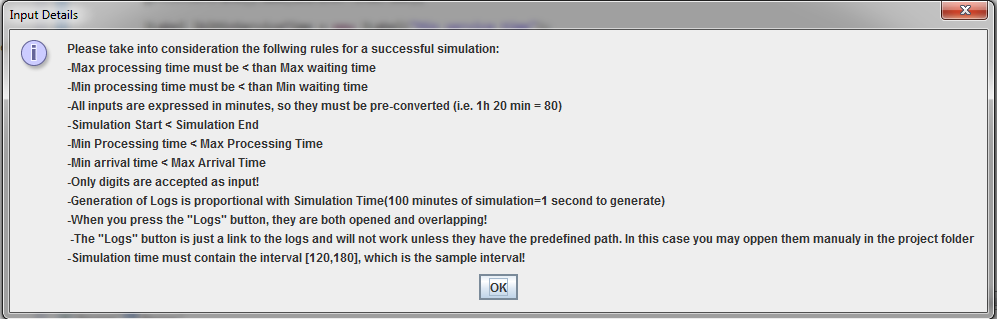 Input Details
Please take into consideration the follwing rules for a successful simulation:
-Max processing time must be < than Max waiting time
-Min processing time must be < than Min waiting time
-All inputs are expressed in minutes, so they must be pre-converted (i.e. 1h 20 min = 80)
-Simulation Start < Simulation End
-Min Processing time < Max Processing Time
-Min arrival time < Max Arrival Time
-Only digits are accepted as input!
-Generation of Logs is proportional with Simulation Time(100 minutes of simulation=1 second to generate)
-When you press the "Logs" button, they are both opened and overlapping!
-The "Logs" button is just a link to the logs and will not work unless they have the predefined path. In this case you may oppen them manualy in the project folder
-Simulation time must contain the interval [120,180], which is the sample interval!
OK